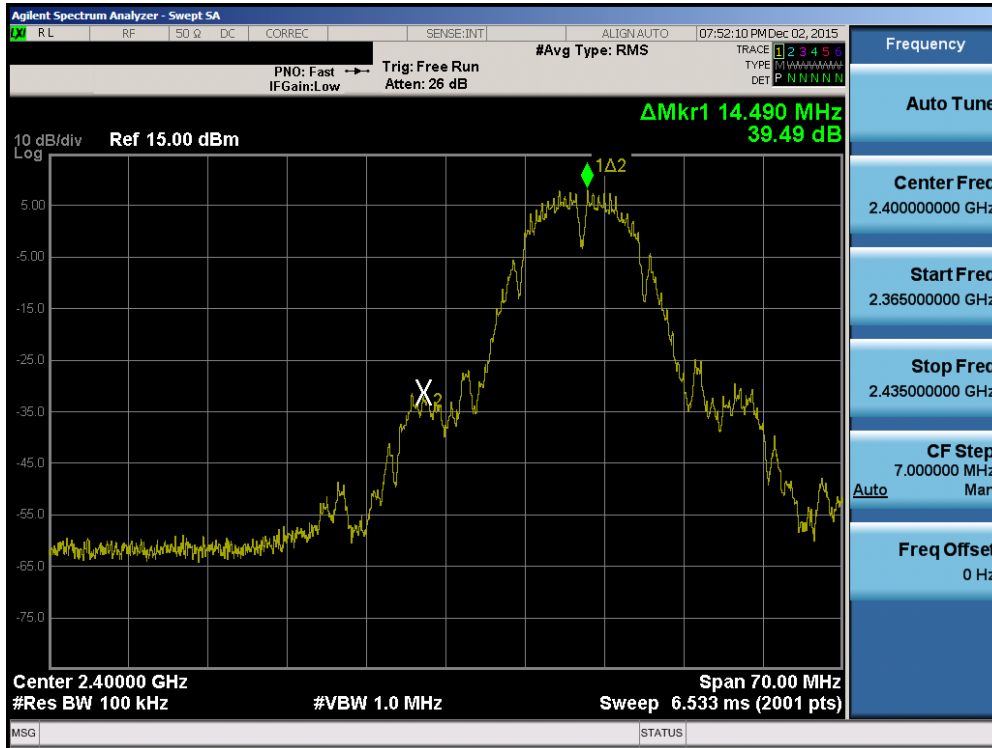 Agilent Spectrum Analyzer - Swept SA
LXI RL RF 50 Ω DC CORREC SENSE:INT ALIGN AUTO 07:52:10 PM Dec 02, 2015
#Avg Type: RMS TRACE 1 2 3 4 5 6
PNO: Fast Trig: Free Run TYPE M
IFGain:Low Atten: 26 dB DET P N N N N N
ΔMkr1 14.490 MHz
39.49 dB
10 dB/div Ref 15.00 dBm
Log
1Δ2
5.00
-5.00
-15.0
-25.0
X2
-35.0
-45.0
-55.0
-65.0
-75.0
Center 2.40000 GHz Span 70.00 MHz
#Res BW 100 kHz #VBW 1.0 MHz Sweep 6.533 ms (2001 pts)
MSG STATUS
Frequency
Auto Tune
Center Freq
2.400000000 GHz
Start Freq
2.365000000 GHz
Stop Freq
2.435000000 GHz
CF Step
7.000000 MHz
Auto Man
Freq Offset
0 Hz